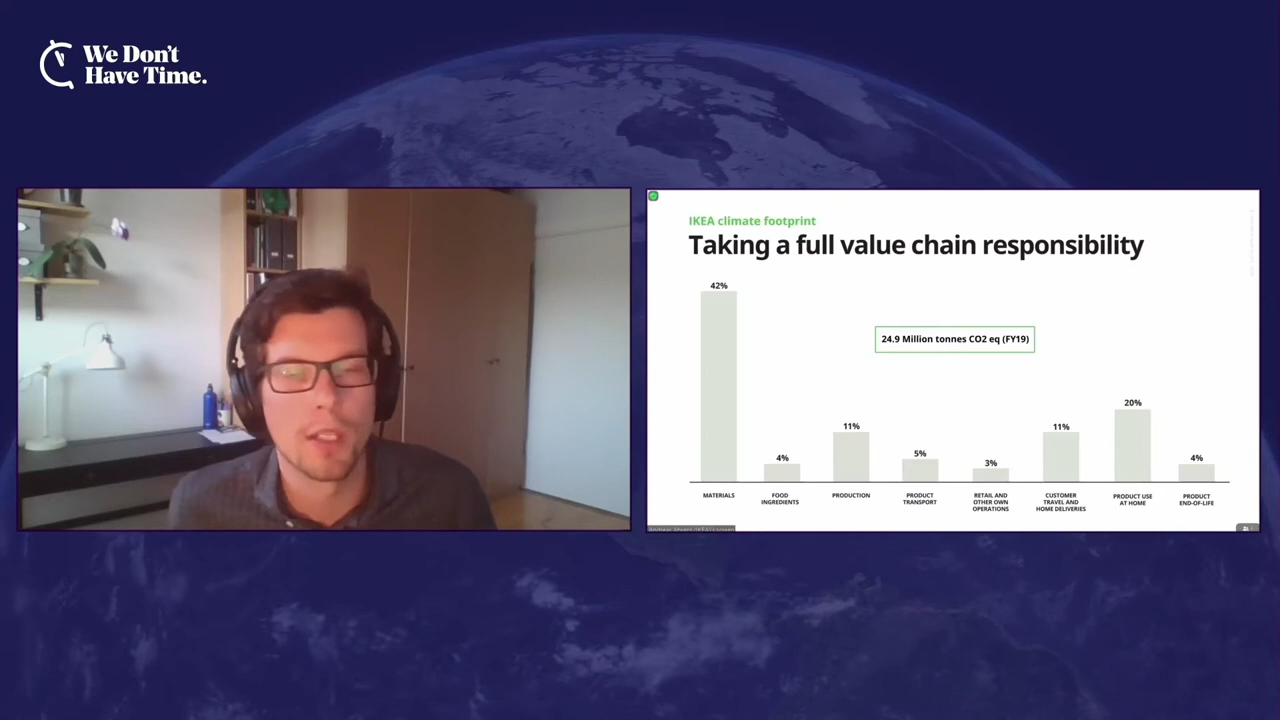 We Don't
Have Time.
IKEA climate footprint
Taking a full value chain responsibility
42%
24.9 Million tonnes CO2 eq (FY19)
4%
11%
5%
3%
11%
20%
4%
MATERIALS
FOOD
INGREDIENTS
PRODUCTION
PRODUCT
TRANSPORT
RETAIL AND
OTHER OWN
OPERATIONS
CUSTOMER
TRAVEL AND
HOME DELIVERIES
PRODUCT USE
AT HOME
PRODUCT
END-OF-LIFE